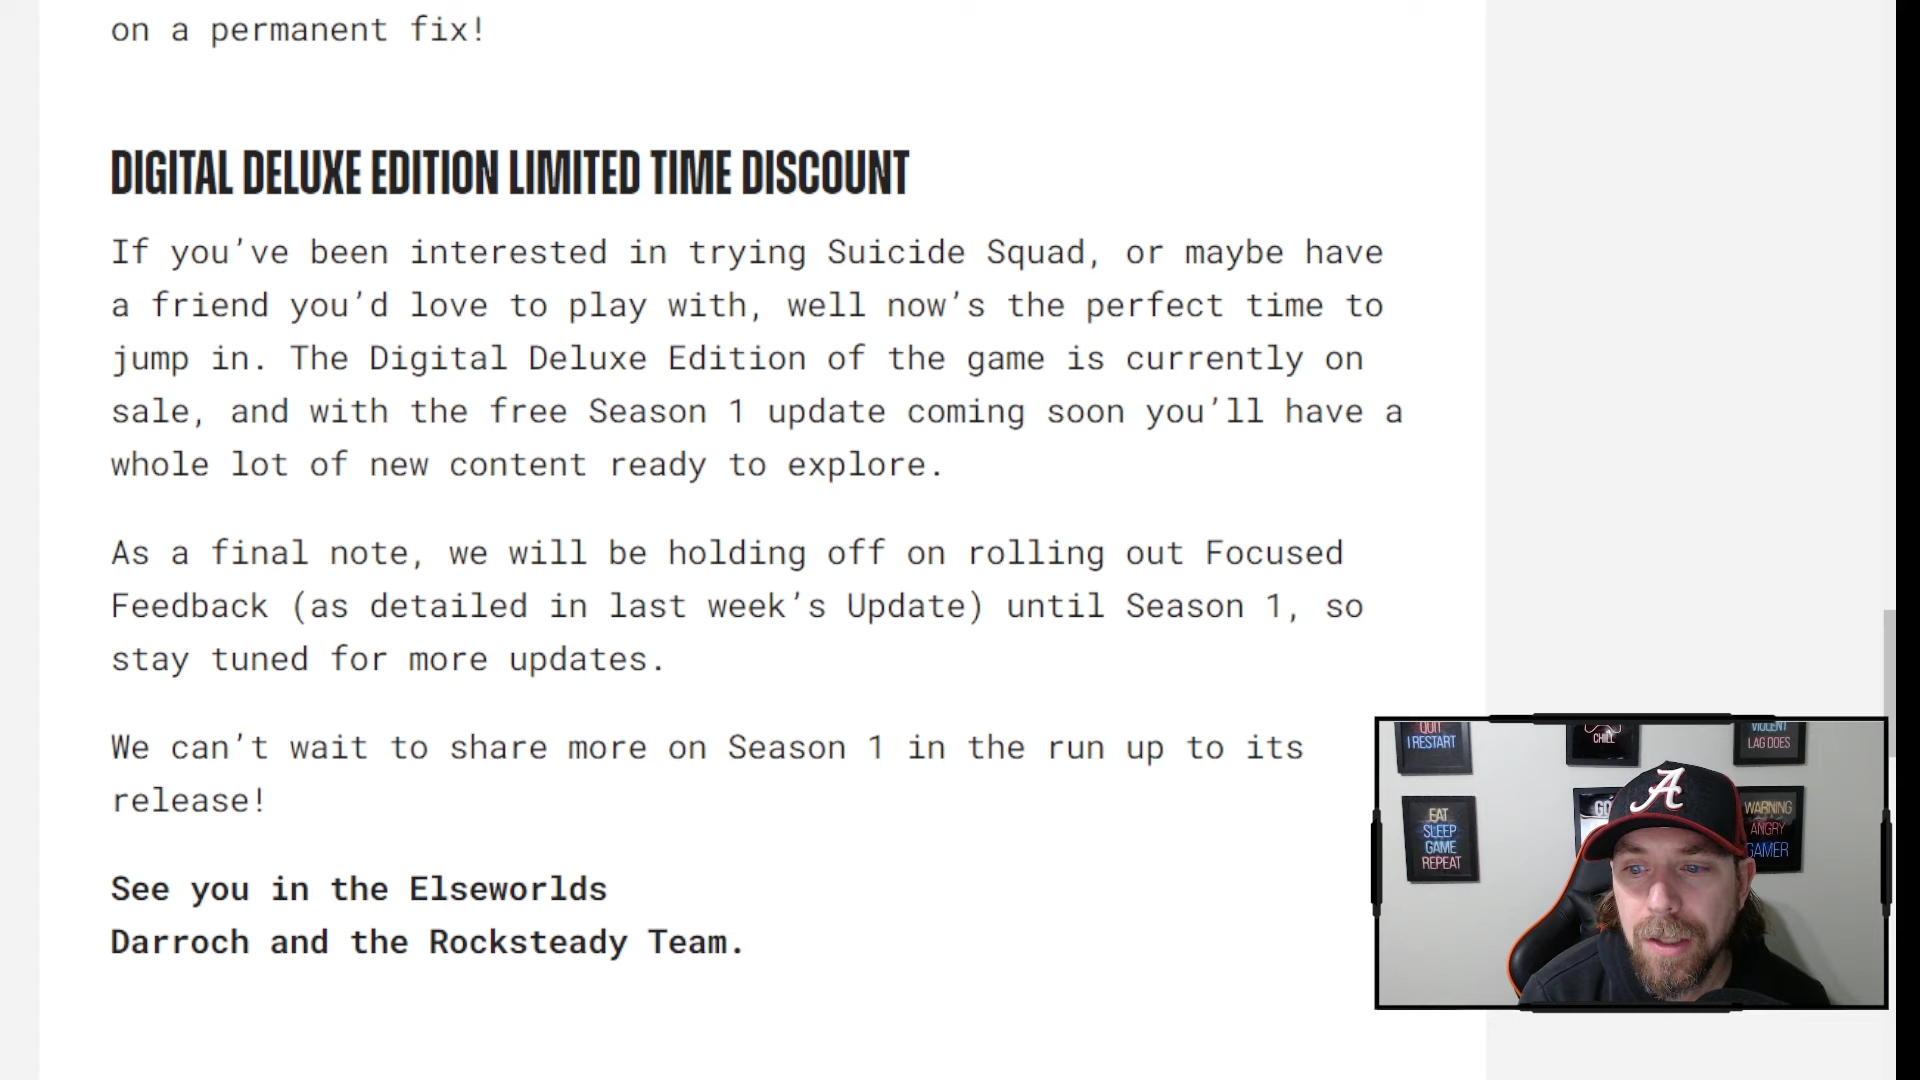 on a permanent fix!
DIGITAL DELUXE EDITION LIMITED TIME DISCOUNT
If you’ve been interested in trying Suicide Squad, or maybe have
a friend you’d love to play with, well now’s the perfect time to
jump in. The Digital Deluxe Edition of the game is currently on
sale, and with the free Season 1 update coming soon you’ll have a
whole lot of new content ready to explore.
As a final note, we will be holding off on rolling out Focused
Feedback (as detailed in last week’s Update) until Season 1, so
stay tuned for more updates.
We can’t wait to share more on Season 1 in the run up to its
release!
See you in the Elseworlds
Darroch and the Rocksteady Team.
QUIT
I RESTART
CHILL
VIOLENT
LAG DOES
EAT
SLEEP
GAME
REPEAT
A
WARNING
ANGRY
GAMER